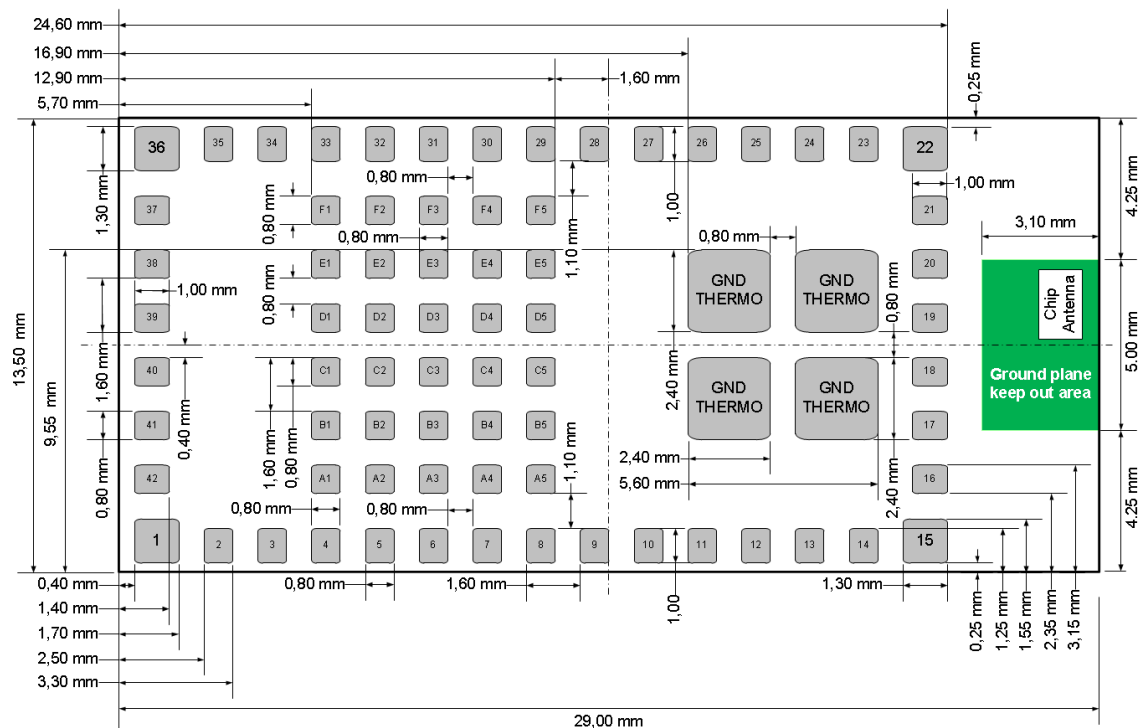 24,60 mm
16,90 mm
12,90 mm
1,60 mm
5,70 mm
0,25 mm
36
35
34
33
32
31
30
29
28
27
26
25
24
23
22
0,80 mm
1,00
1,00 mm
1,30 mm
37
F1
F2
F3
F4
F5
21
0,80 mm
0,80 mm
1,10 mm
0,80 mm
4.25 mm
3,10 mm
38
E1
E2
E3
E4
E5
GND
THERMO
GND
THERMO
20
1,00 mm
0,80 mm
39
D1
D2
D3
D4
D5
19
0,80 mm
Chip
Antenna
13,50 mm
9,55 mm
1,60 mm
0,40 mm
40
C1
C2
C3
C4
C5
GND
THERMO
GND
THERMO
18
2,40 mm
Ground plane
keep out area
5.00 mm
41
B1
B2
B3
B4
B5
17
0,80 mm
1,60 mm
0,80 mm
1,10 mm
2,40 mm
5,60 mm
2,40 mm
42
A1
A2
A3
A4
A5
16
0,80 mm
0,80 mm
4.25 mm
1
2
3
4
5
6
7
8
9
10
11
12
13
14
15
0,40 mm
0,80 mm
1,60 mm
1,00
1,30 mm
0,25 mm
1,25 mm
1,55 mm
2,35 mm
3,15 mm
1,40 mm
1,70 mm
2,50 mm
3,30 mm
29,00 mm